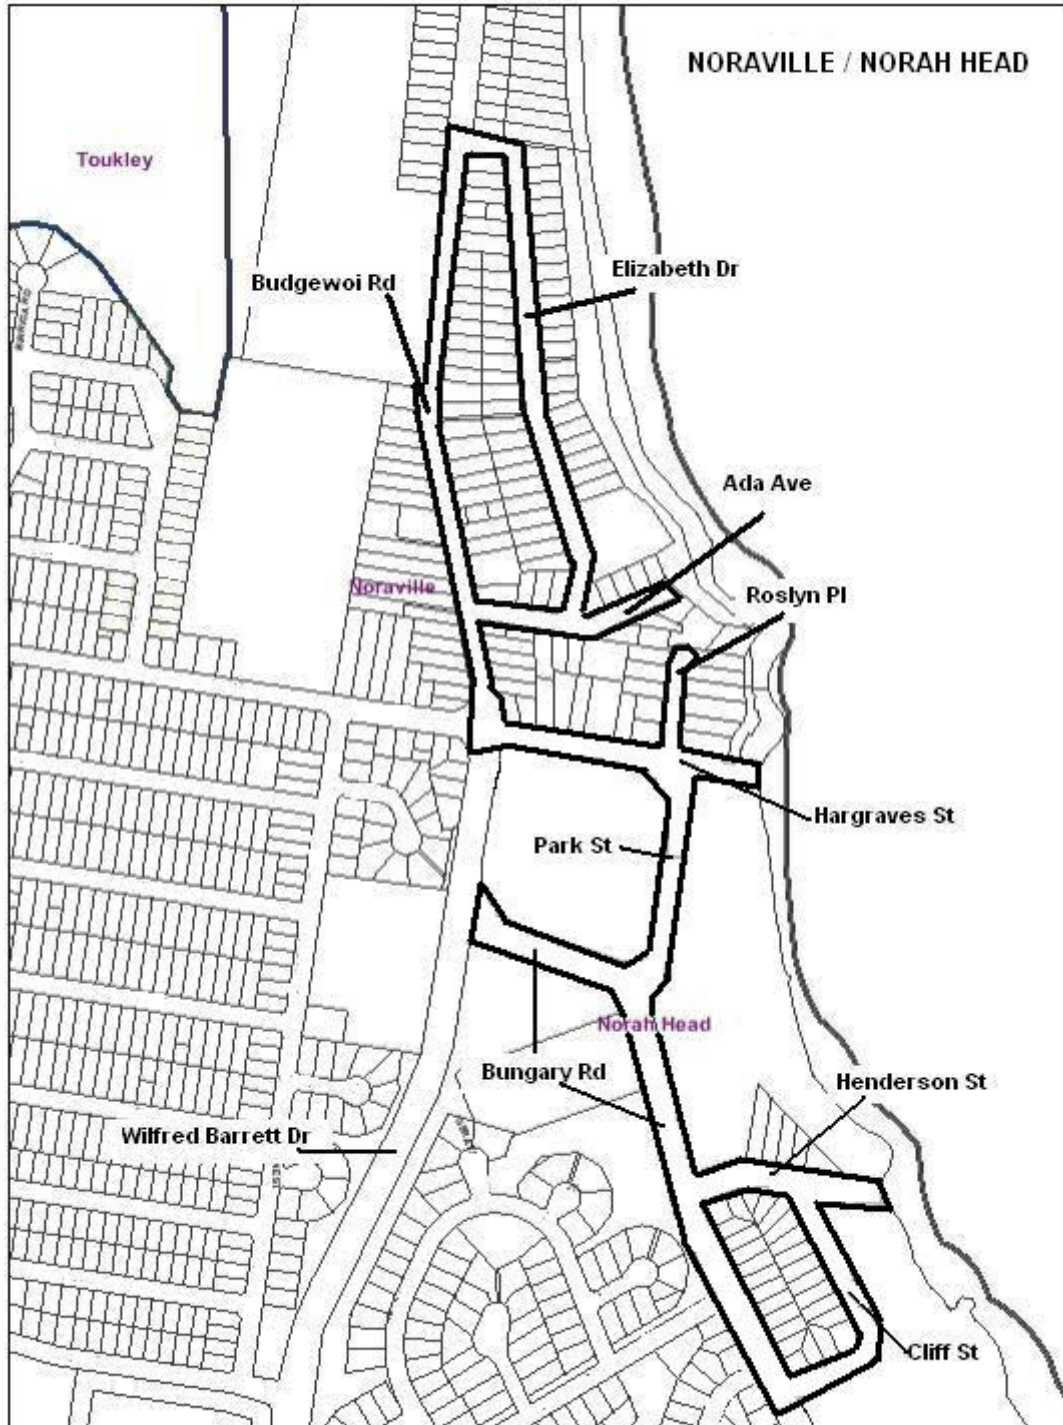 NORAVILLE / NORAH HEAD
Toukley
Elizabeth Dr
Budgewoi Rd
Ada Ave
Noraville
Roslyn Pl
Hargraves St
Park St
Norah Head
Bungary Rd
Henderson St
Wilfred Barrett Dr
Cliff St